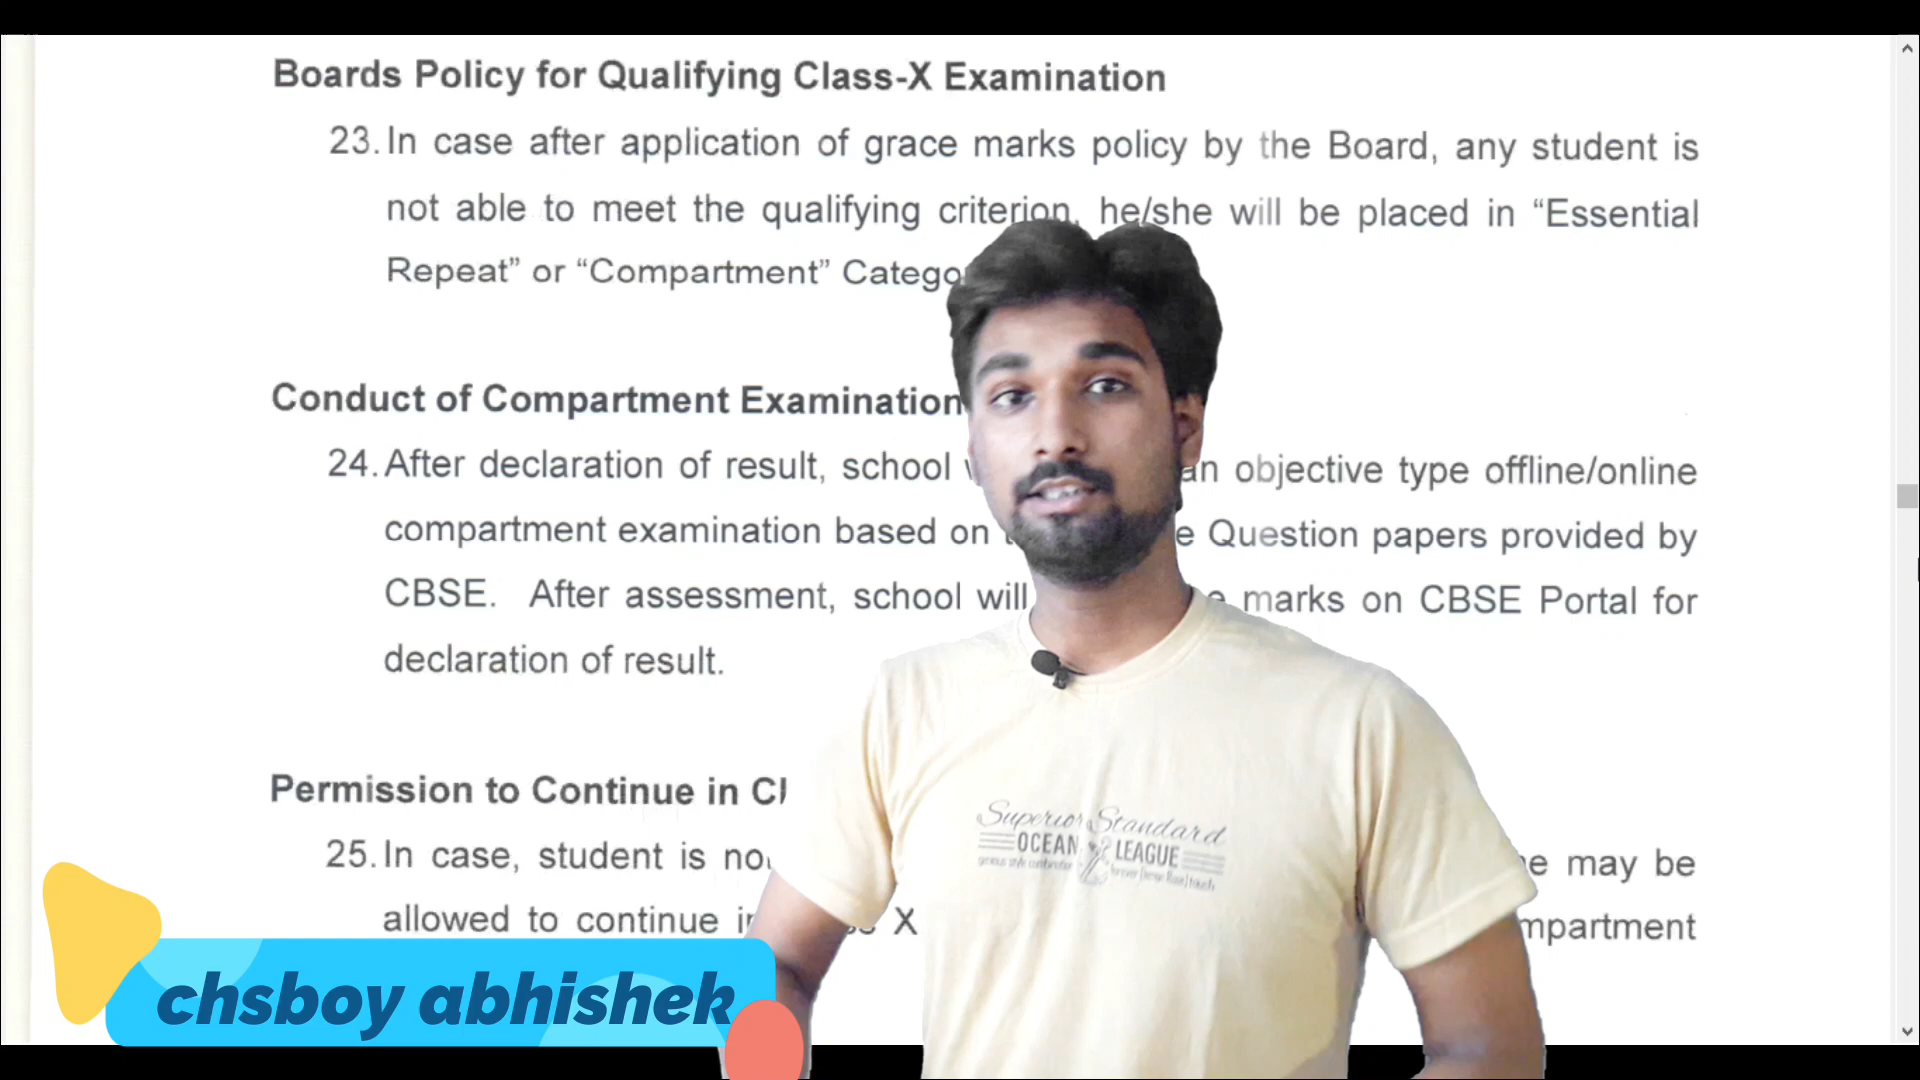 Boards Policy for Qualifying Class-X Examination
23. In case after application of grace marks policy by the Board, any student is
not able to meet the qualifying criterion, he/she will be placed in “Essential
Repeat” or “Compartment”
Conduct of Compartment Examination
24. After declaration of result, school an objective type offline/online
compartment examination based on Question papers provided by
CBSE. After assessment, school will marks on CBSE Portal for
declaration of result.
Permission to Continue in
25. In case, student is may be
allowed to continue X
Superior Standard
OCEAN LEAGUE
chsboy abhishek